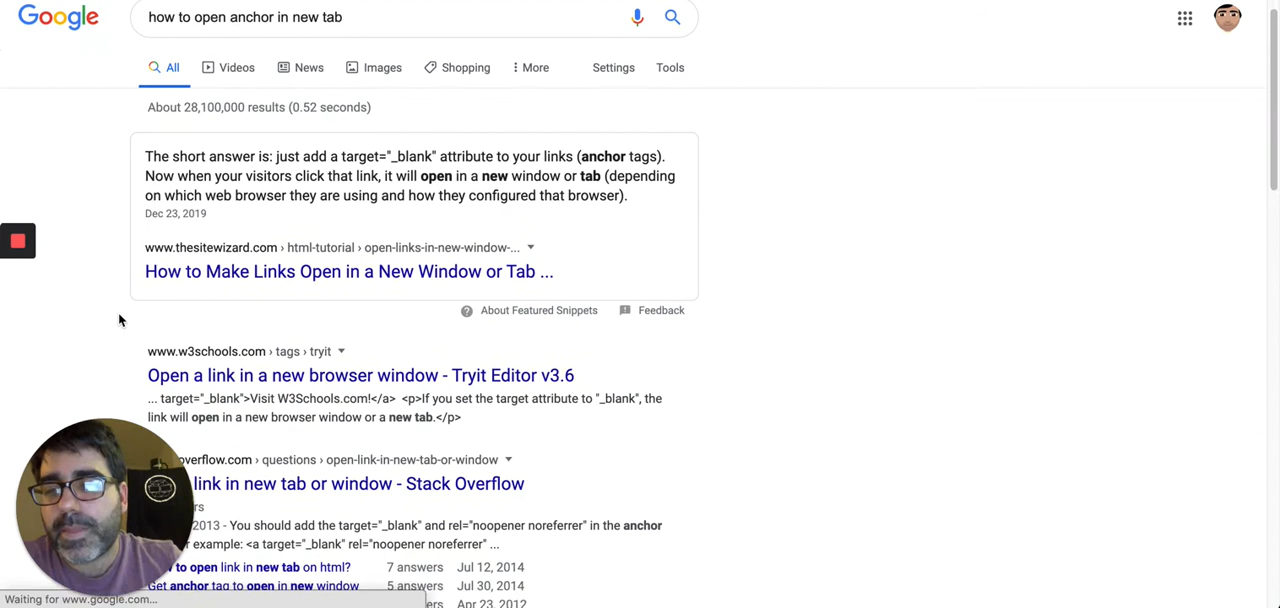 Google
how to open anchor in new tab
All
Videos
News
Images
Shopping
More
Settings
Tools
About 28,100,000 results (0.52 seconds)
The short answer is: just add a target="_blank" attribute to your links (anchor tags).
Now when your visitors click that link, it will open in a new window or tab (depending
on which web browser they are using and how they configured that browser).
Dec 23, 2019
www.thesitewizard.com › html-tutorial › open-links-in-new-window-...
How to Make Links Open in a New Window or Tab ...
About Featured Snippets
Feedback
www.w3schools.com › tags › tryit
Open a link in a new browser window - Tryit Editor v3.6
... target="_blank">Visit W3Schools.com!</a> <p>If you set the target attribute to "_blank", the
link will open in a new browser window or a new tab.</p>
overflow.com › questions › open-link-in-new-tab-or-window
link in new tab or window - Stack Overflow
2013 - You should add the target="_blank" and rel="noopener noreferrer" in the anchor
example: <a target="_blank" rel="noopener noreferrer" ...
to open link in new tab on html?
7 answers
Jul 12, 2014
Get anchor tag to open in new window
5 answers
Jul 30, 2014
Apr 23, 2012
Waiting for www.google.com...